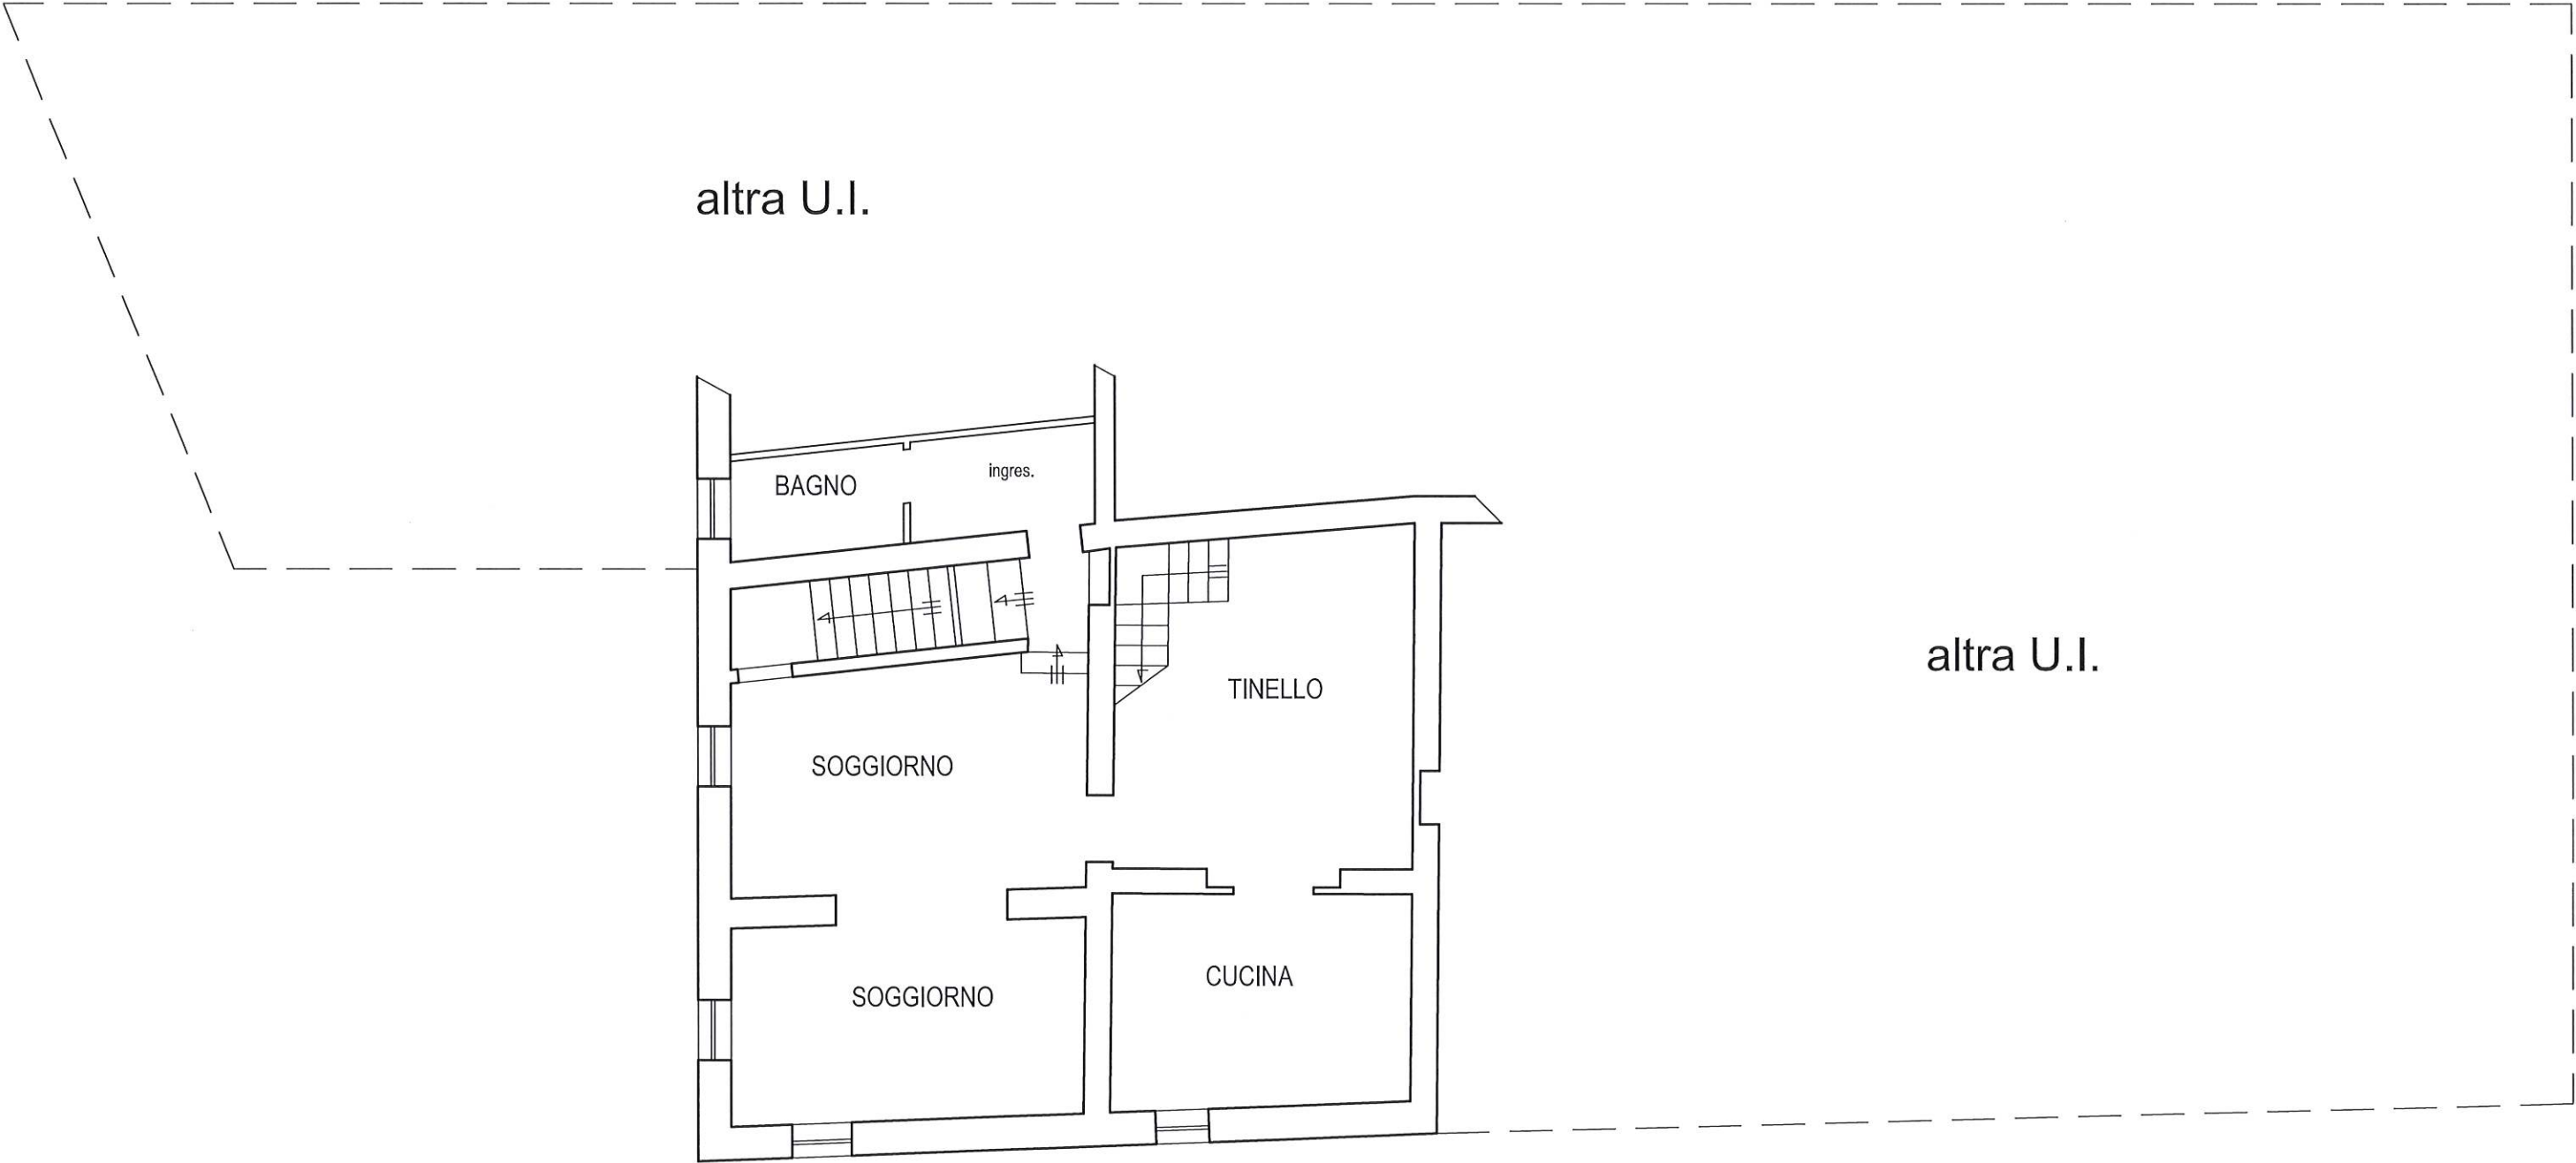 altra U.I.
ingres.
BAGNO
altra U.I.
TINELLO
SOGGIORNO
CUCINA
SOGGIORNO